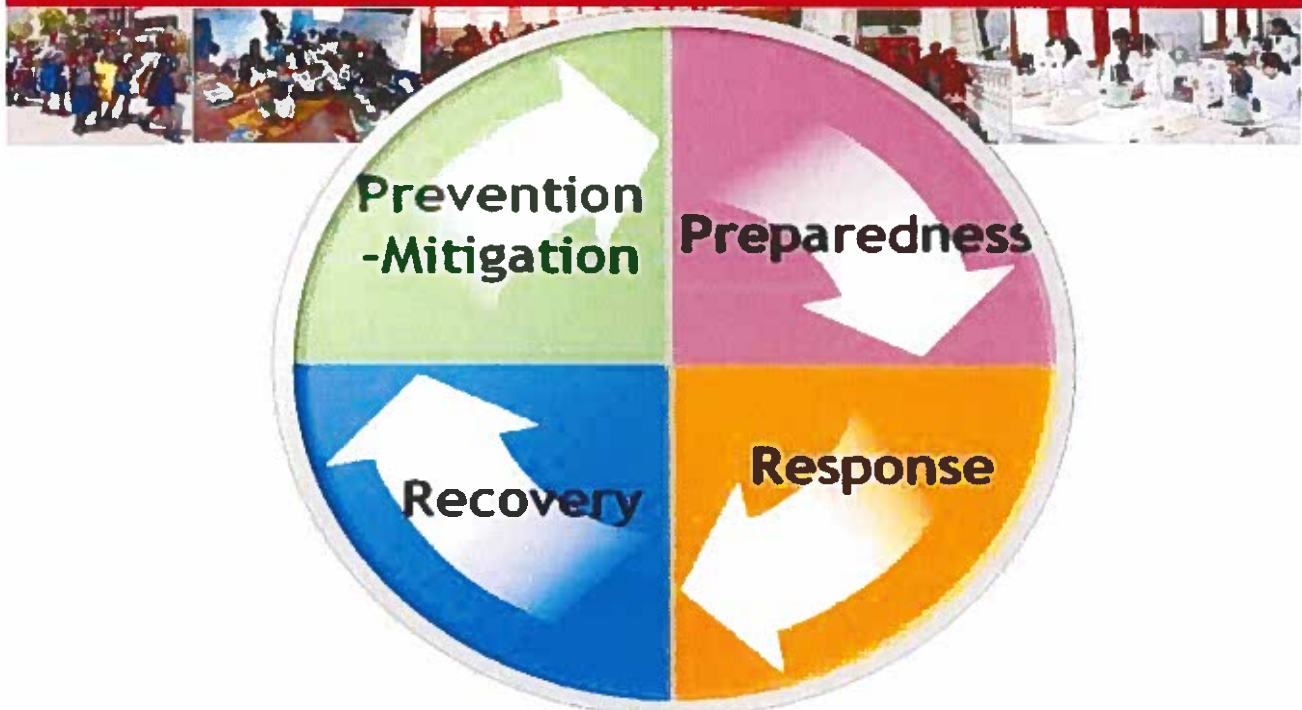 Prevention
-Mitigation
Preparedness
Response
Recovery